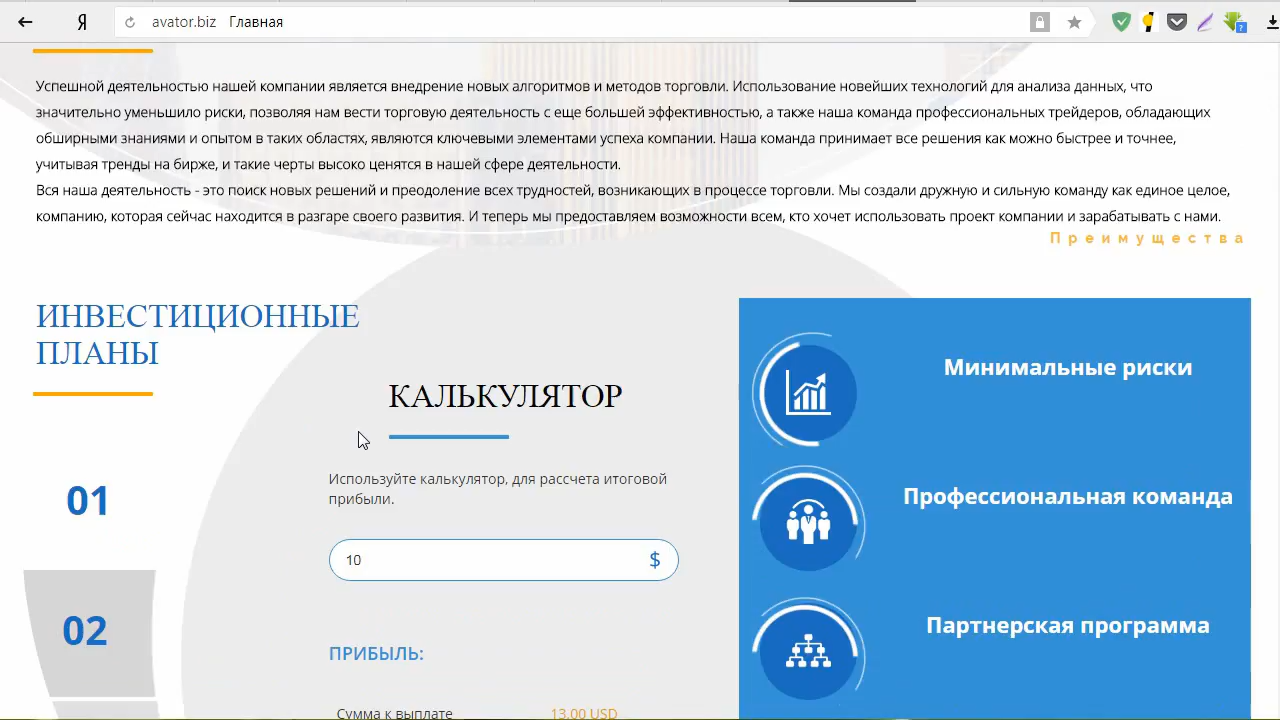 avator.biz Главная
Успешной деятельностью нашей компании является внедрение новых алгоритмов и методов торговли. Использование новейших технологий для анализа данных, что
значительно уменьшило риски, позволяя нам вести торговую деятельность с еще большей эффективностью, а также наша команда профессиональных трейдеров, обладающих
обширными знаниями и опытом в таких областях, являются ключевыми элементами успеха компании. Наша команда принимает все решения как можно быстрее и точнее,
учитывая тренды на бирже, и такие черты высоко ценятся в нашей сфере деятельности.
Вся наша деятельность - это поиск новых решений и преодоление всех трудностей, возникающих в процессе торговли. Мы создали дружную и сильную команду как единое целое,
компанию, которая сейчас находится в разгаре своего развития. И теперь мы предоставляем возможности всем, кто хочет использовать проект компании и зарабатывать с нами.
Преимущества
ИНВЕСТИЦИОННЫЕ
ПЛАНЫ
01
02
КАЛЬКУЛЯТОР
Используйте калькулятор, для рассчета итоговой
прибыли.
10 $
ПРИБЫЛЬ:
Сумма к выплате 13.00 USD
Минимальные риски
Профессиональная команда
Партнерская программа